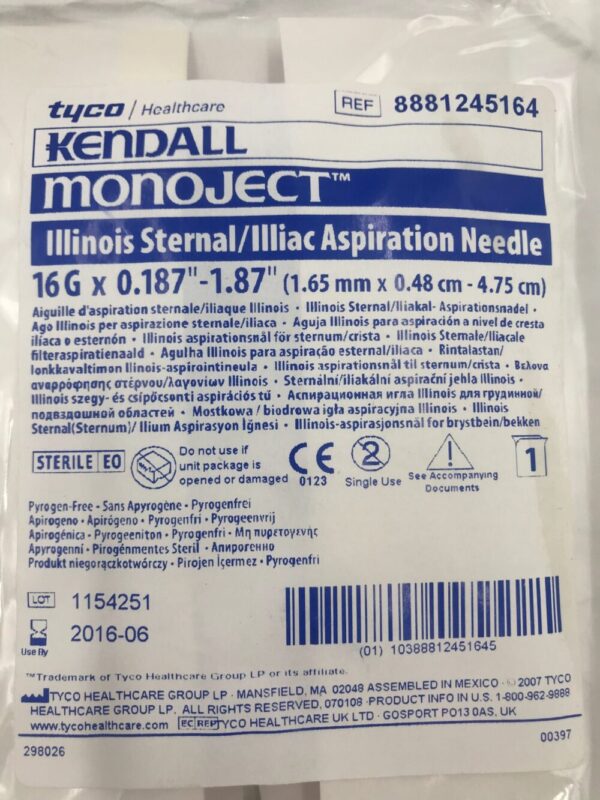 tyco / Healthcare
REF 8881245164
KENDALL
MONOJECT™
Illinois Sternal/Illiac Aspiration Needle
16G x 0.187"-1.87" (1.65 mm x 0.48 cm - 4.75 cm)
Aiguille d'aspiration sternale/iliaque Illinois • Illinois Sternal/Iliakal- Aspirationsnadel •
Ago Illinois per aspirazione sternale/iliaca • Aguja Illinois para aspiración a nivel de cresta
ilíaca o esternón • Illinois aspirationsnål för sternum/crista • Illinois Sternale/Iliacale
filteraspiratienaald • Agulha Illinois para aspiração esternal/ilíaca • Rintalastan/
lonkkavaltimon Illinois-aspirointineula • Illinois aspirationsnål til sternum/crista • Βελονα
αναρρόφησης στέρνου/λαγονίων Illinois • Sternální/iliakální aspirační jehla Illinois •
Illinois szegy- és csípőcsonti aspirációs tű • Аспирационная игла Illinois для грудинной/
подвздошной областей • Mostkowa / biodrowa igła aspiracyjna Illinois • Illinois
Sternal(Sternum)/ Ilium Aspirasyon İğnesi • Illinois-aspirasjonsnål for brystbein/bekken
STERILE EO
Do not use if
unit package is
opened or damaged
CE
0123
2
Single Use
See Accompanying
Documents
1
Pyrogen-Free • Sans Apyrogène • Pyrogenfrei
Apirogeno • Apirógeno • Pyrogenfri • Pyrogeenvrij
Apirogénica • Pyrogeeniton • Pyrogenfri • Μη πυρετογενής
Apyrogenní • Pirogénmentes Steril • Апирогенно
Produkt niegorączkotwórczy • Pirojen İçermez • Pyrogenfri
LOT 1154251
2016-06
Use By
(01) 10388812451645
™Trademark of Tyco Healthcare Group LP or its affiliate.
TYCO HEALTHCARE GROUP LP • MANSFIELD, MA 02048 ASSEMBLED IN MEXICO • © 2007 TYCO
HEALTHCARE GROUP LP. ALL RIGHTS RESERVED. 070108 •PRODUCT INFO IN U.S. 1-800-962-9888
www.tycohealthcare.com EC REP TYCO HEALTHCARE UK LTD • GOSPORT PO13 0AS, UK
298026
00397